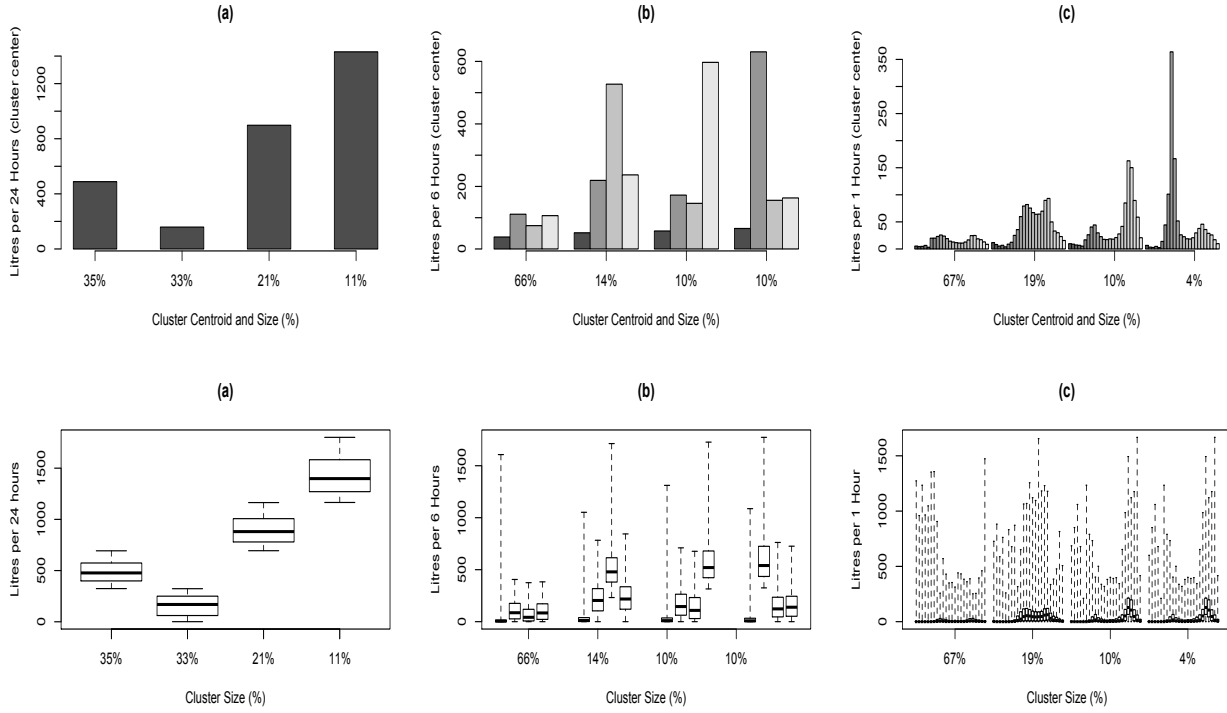 (a)
Litres per 24 Hours (cluster center)
1200
800
400
0
35%
33%
21%
11%
Cluster Centroid and Size (%)
(b)
Litres per 6 Hours (cluster center)
600
400
200
0
66%
14%
10%
10%
Cluster Centroid and Size (%)
(c)
Litres per 1 Hours (cluster center)
350
250
150
50
0
67%
19%
10%
4%
Cluster Centroid and Size (%)
(a)
Litres per 24 hours
1500
1000
500
0
35%
33%
21%
11%
Cluster Size (%)
(b)
Litres per 6 Hours
1500
1000
500
0
66%
14%
10%
10%
Cluster Size (%)
(c)
Litres per 1 Hour
1500
1000
500
0
67%
19%
10%
4%
Cluster Size (%)